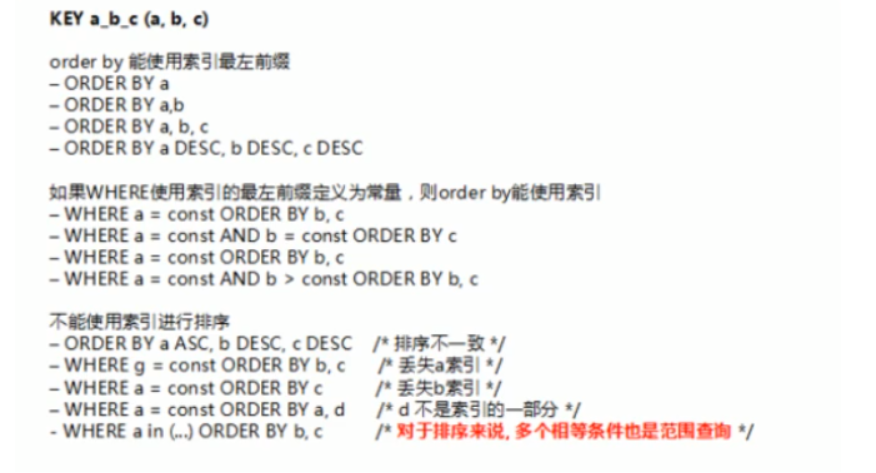 KEY a_b_c (a, b, c)
order by 能使用索引最左前缀
– ORDER BY a
– ORDER BY a,b
– ORDER BY a, b, c
– ORDER BY a DESC, b DESC, c DESC
如果WHERE使用索引的最左前缀定义为常量，则order by能使用索引
– WHERE a = const ORDER BY b, c
– WHERE a = const AND b = const ORDER BY c
– WHERE a = const ORDER BY b, c
– WHERE a = const AND b > const ORDER BY b, c
不能使用索引进行排序
– ORDER BY a ASC, b DESC, c DESC /* 排序不一致 */
– WHERE g = const ORDER BY b, c /* 丢失a索引 */
– WHERE a = const ORDER BY c /* 丢失b索引 */
– WHERE a = const ORDER BY a, d /* d 不是索引的一部分 */
- WHERE a in (...) ORDER BY b, c /* 对于排序来说, 多个相等条件也是范围查询 */